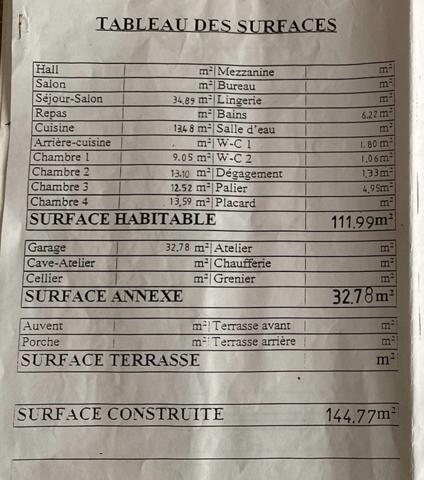 TABLEAU DES SURFACES
Hall m² Mezzanine m²
Salon m² Bureau m²
Séjour-Salon 34.89 m² Lingerie m²
Repas m² Bains 6.22 m²
Cuisine 13.48 m² Salle d'eau m²
Arrière-cuisine m² W-C 1 1.80 m²
Chambre 1 9.05 m² W-C 2 1.06 m²
Chambre 2 13.10 m² Dégagement 1.33 m²
Chambre 3 12.52 m² Palier 4.95 m²
Chambre 4 13,59 m² Placard m²
SURFACE HABITABLE 111.99 m²
Garage 32.78 m² Atelier m²
Cave-Atelier m² Chaufferie m²
Cellier m² Grenier m²
SURFACE ANNEXE 32.78 m²
Auvent m² Terrasse avant m²
Porche m² Terrasse arrière m²
SURFACE TERRASSE m²
SURFACE CONSTRUITE 144.77 m²